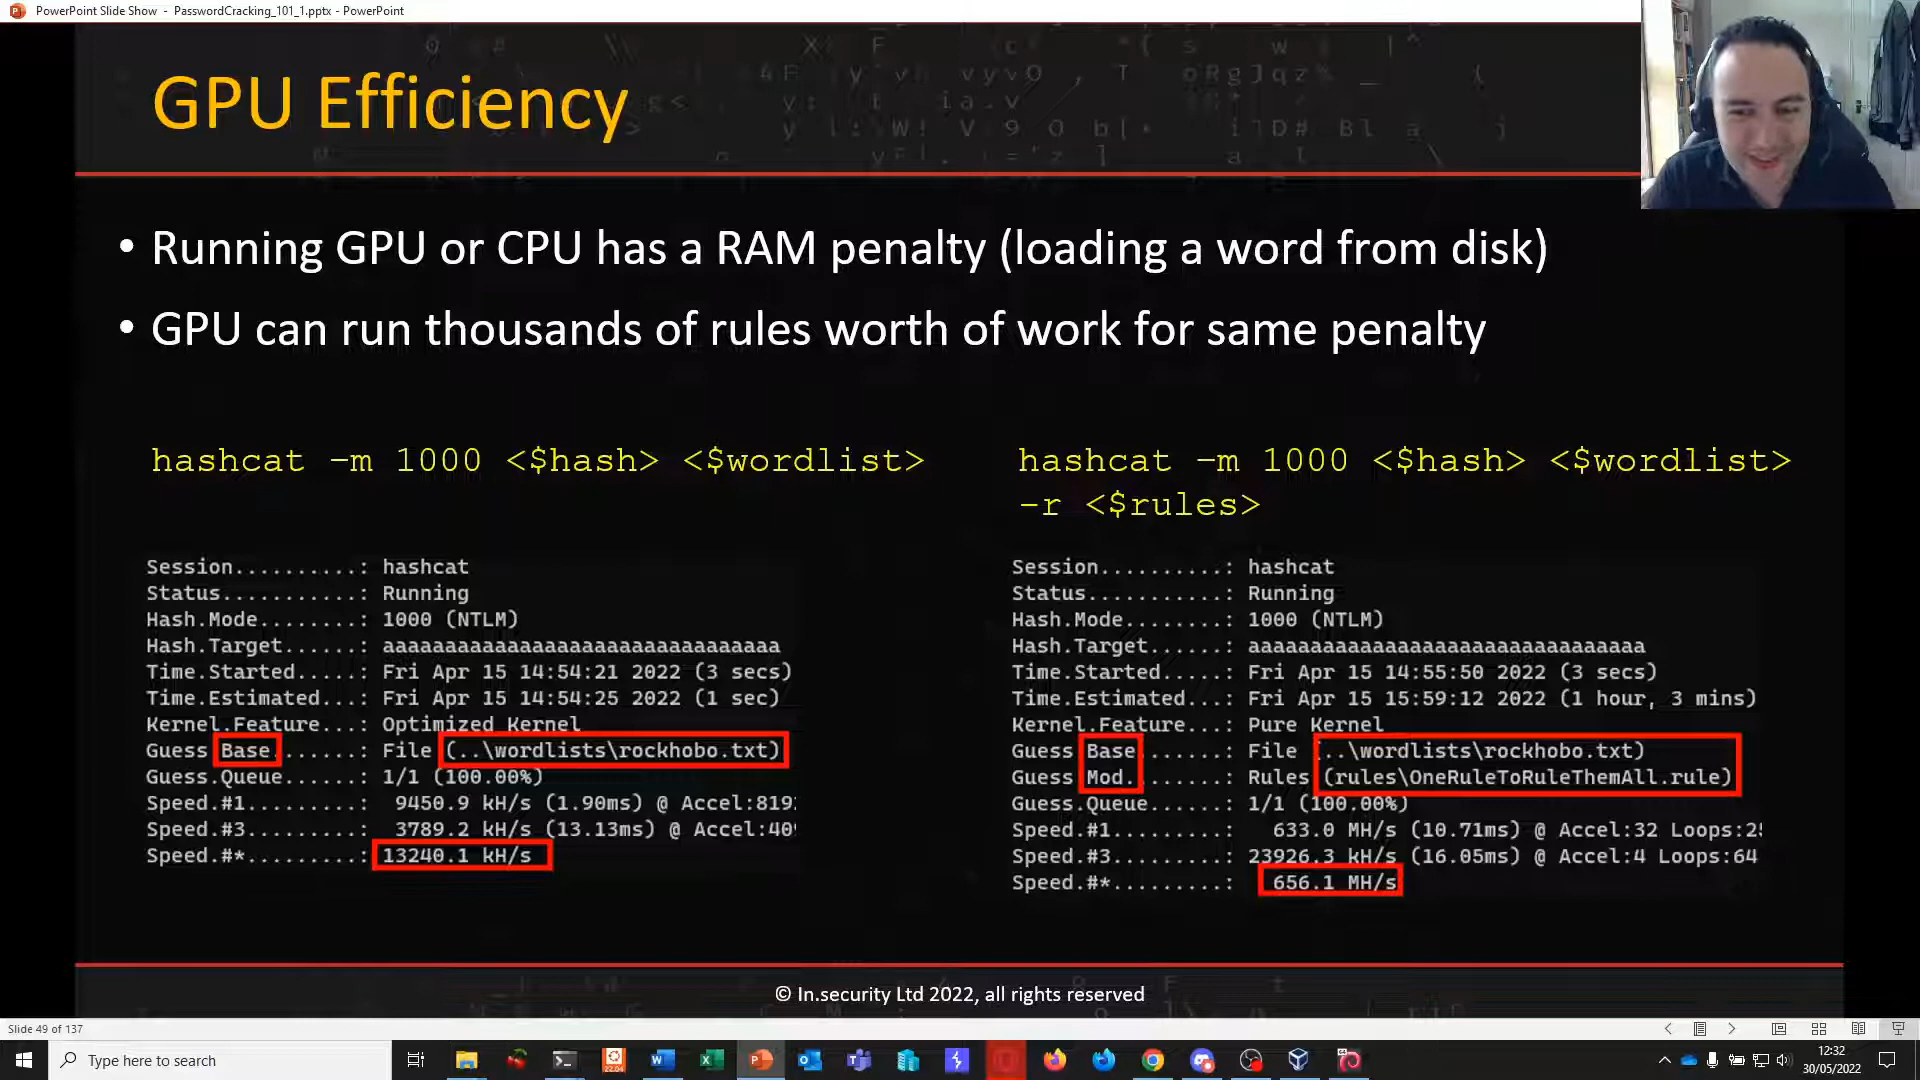 PowerPoint Slide Show - PasswordCracking_101_1.pptx - PowerPoint
GPU Efficiency
• Running GPU or CPU has a RAM penalty (loading a word from disk)
• GPU can run thousands of rules worth of work for same penalty
hashcat –m 1000 <$hash> <$wordlist>
Session..........: hashcat
Status...........: Running
Hash.Mode........: 1000 (NTLM)
Hash.Target......: aaaaaaaaaaaaaaaaaaaaaaaaaaaaaaaa
Time.Started.....: Fri Apr 15 14:54:21 2022 (3 secs)
Time.Estimated...: Fri Apr 15 14:54:25 2022 (1 sec)
Kernel.Feature...: Optimized Kernel
Guess Base.......: File (..\wordlists\rockhobo.txt)
Guess.Queue......: 1/1 (100.00%)
Speed.#1.........: 9450.9 kH/s (1.90ms) @ Accel:819
Speed.#3.........: 3789.2 kH/s (13.13ms) @ Accel:40
Speed.#*.........: 13240.1 kH/s
hashcat –m 1000 <$hash> <$wordlist>
–r <$rules>
Session..........: hashcat
Status...........: Running
Hash.Mode........: 1000 (NTLM)
Hash.Target......: aaaaaaaaaaaaaaaaaaaaaaaaaaaaaaaa
Time.Started.....: Fri Apr 15 14:55:50 2022 (3 secs)
Time.Estimated...: Fri Apr 15 15:59:12 2022 (1 hour, 3 mins)
Kernel.Feature...: Pure Kernel
Guess Base.......: File (..\wordlists\rockhobo.txt)
Guess Mod........: Rules (rules\OneRuleToRuleThemAll.rule)
Guess.Queue......: 1/1 (100.00%)
Speed.#1.........: 633.0 MH/s (10.71ms) @ Accel:32 Loops:2
Speed.#3.........: 23926.3 kH/s (16.05ms) @ Accel:4 Loops:64
Speed.#*.........: 656.1 MH/s
© In.security Ltd 2022, all rights reserved
Slide 49 of 137
Type here to search
22.04
12:32
30/05/2022